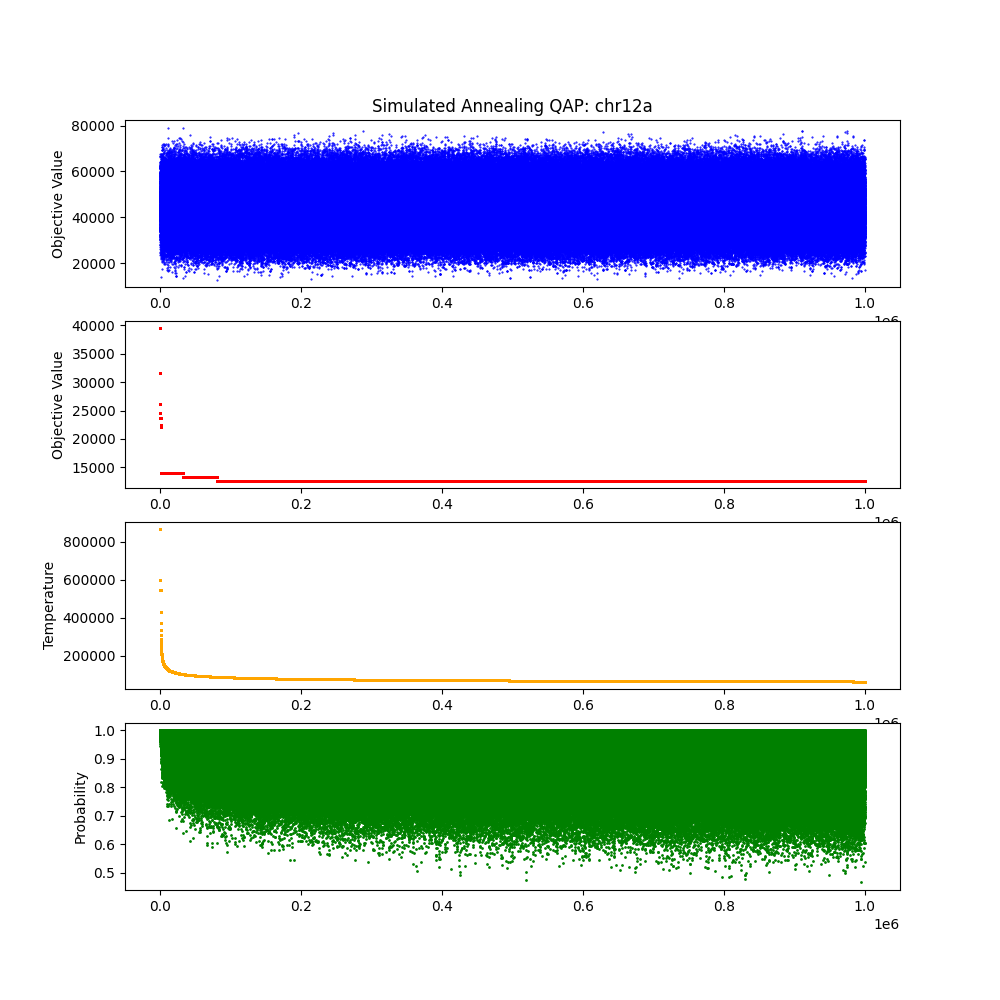 Simulated Annealing QAP: chr12a
80000
60000
40000
20000
Objective Value
0.0 0.2 0.4 0.6 0.8 1.0
1e6
40000
35000
30000
25000
20000
15000
Objective Value
0.0 0.2 0.4 0.6 0.8 1.0
1e6
800000
600000
400000
200000
Temperature
0.0 0.2 0.4 0.6 0.8 1.0
1e6
1.0
0.9
0.8
0.7
0.6
0.5
Probability
0.0 0.2 0.4 0.6 0.8 1.0
1e6